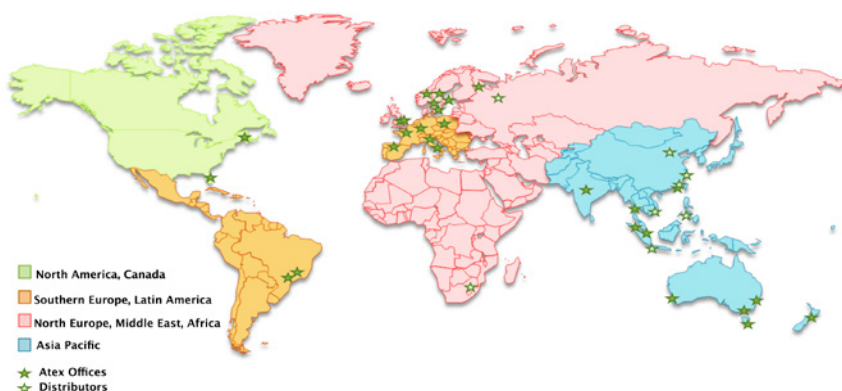 North America, Canada
Southern Europe, Latin America
North Europe, Middle East, Africa
Asia Pacific
Atex Offices
Distributors